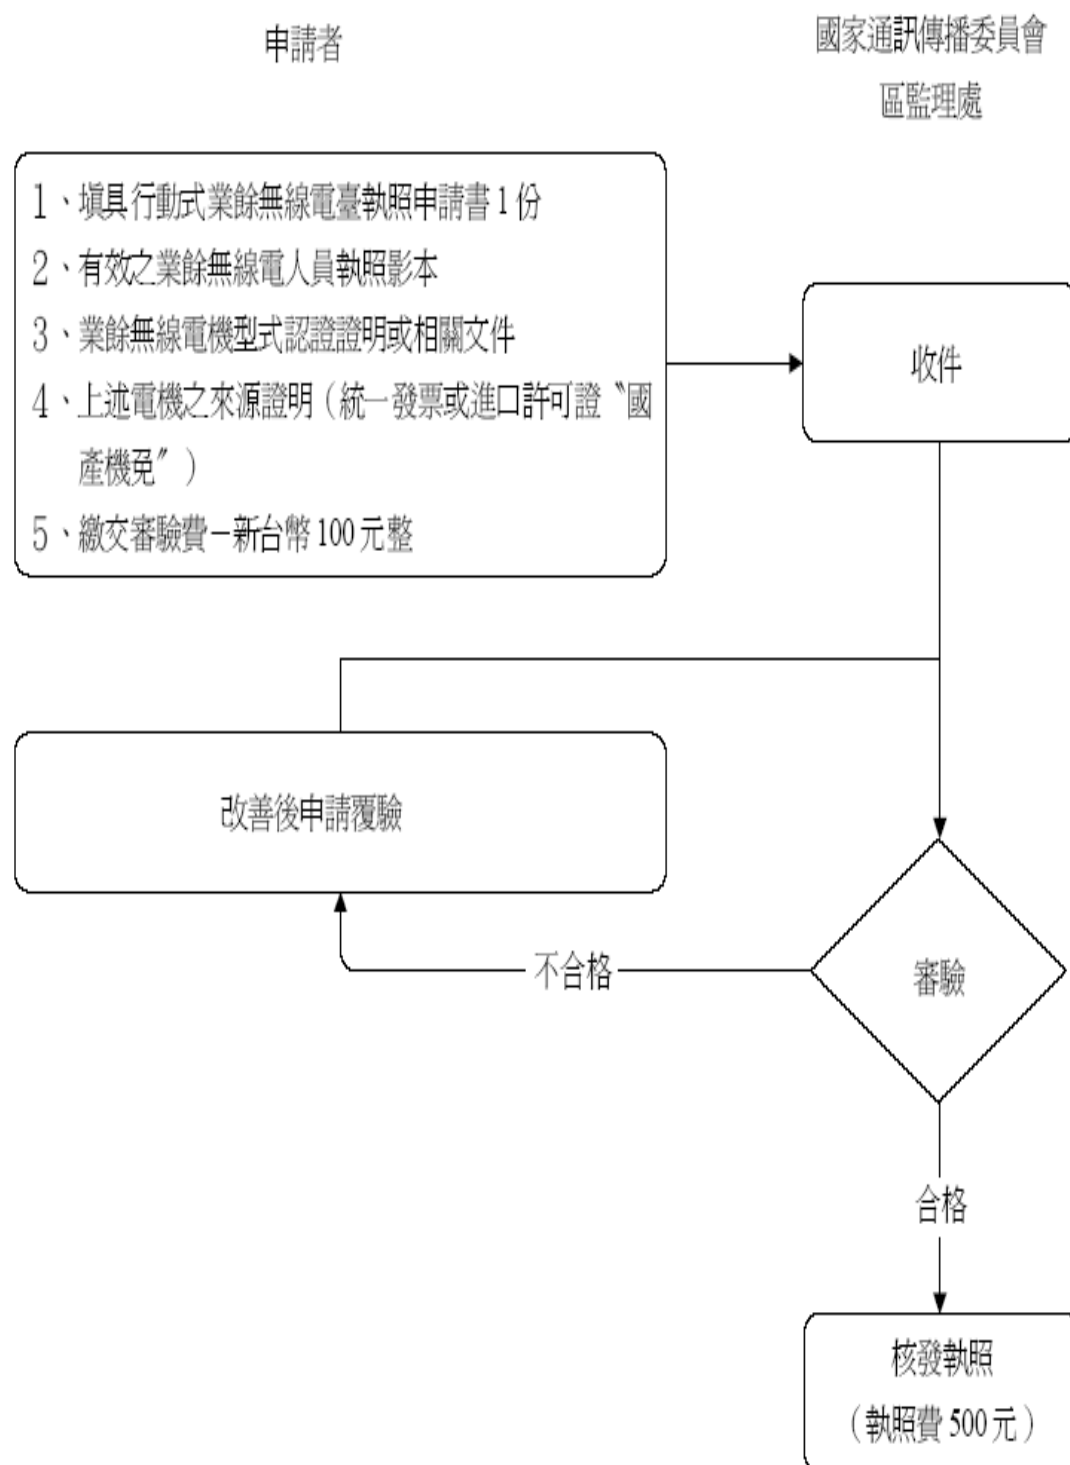 申請者
國家通訊傳播委員會
區監理處
1、填具行動式業餘無線電臺執照申請書 1 份
2、有效之業餘無線電人員執照影本
3、業餘無線電機型式認證證明或相關文件
4、上述電機之來源證明（統一發票或進口許可證〝國
產機免〞）
5、繳交審驗費－新台幣 100 元整
收件
改善後申請覆驗
不合格
審驗
合格
核發執照
（執照費 500 元）